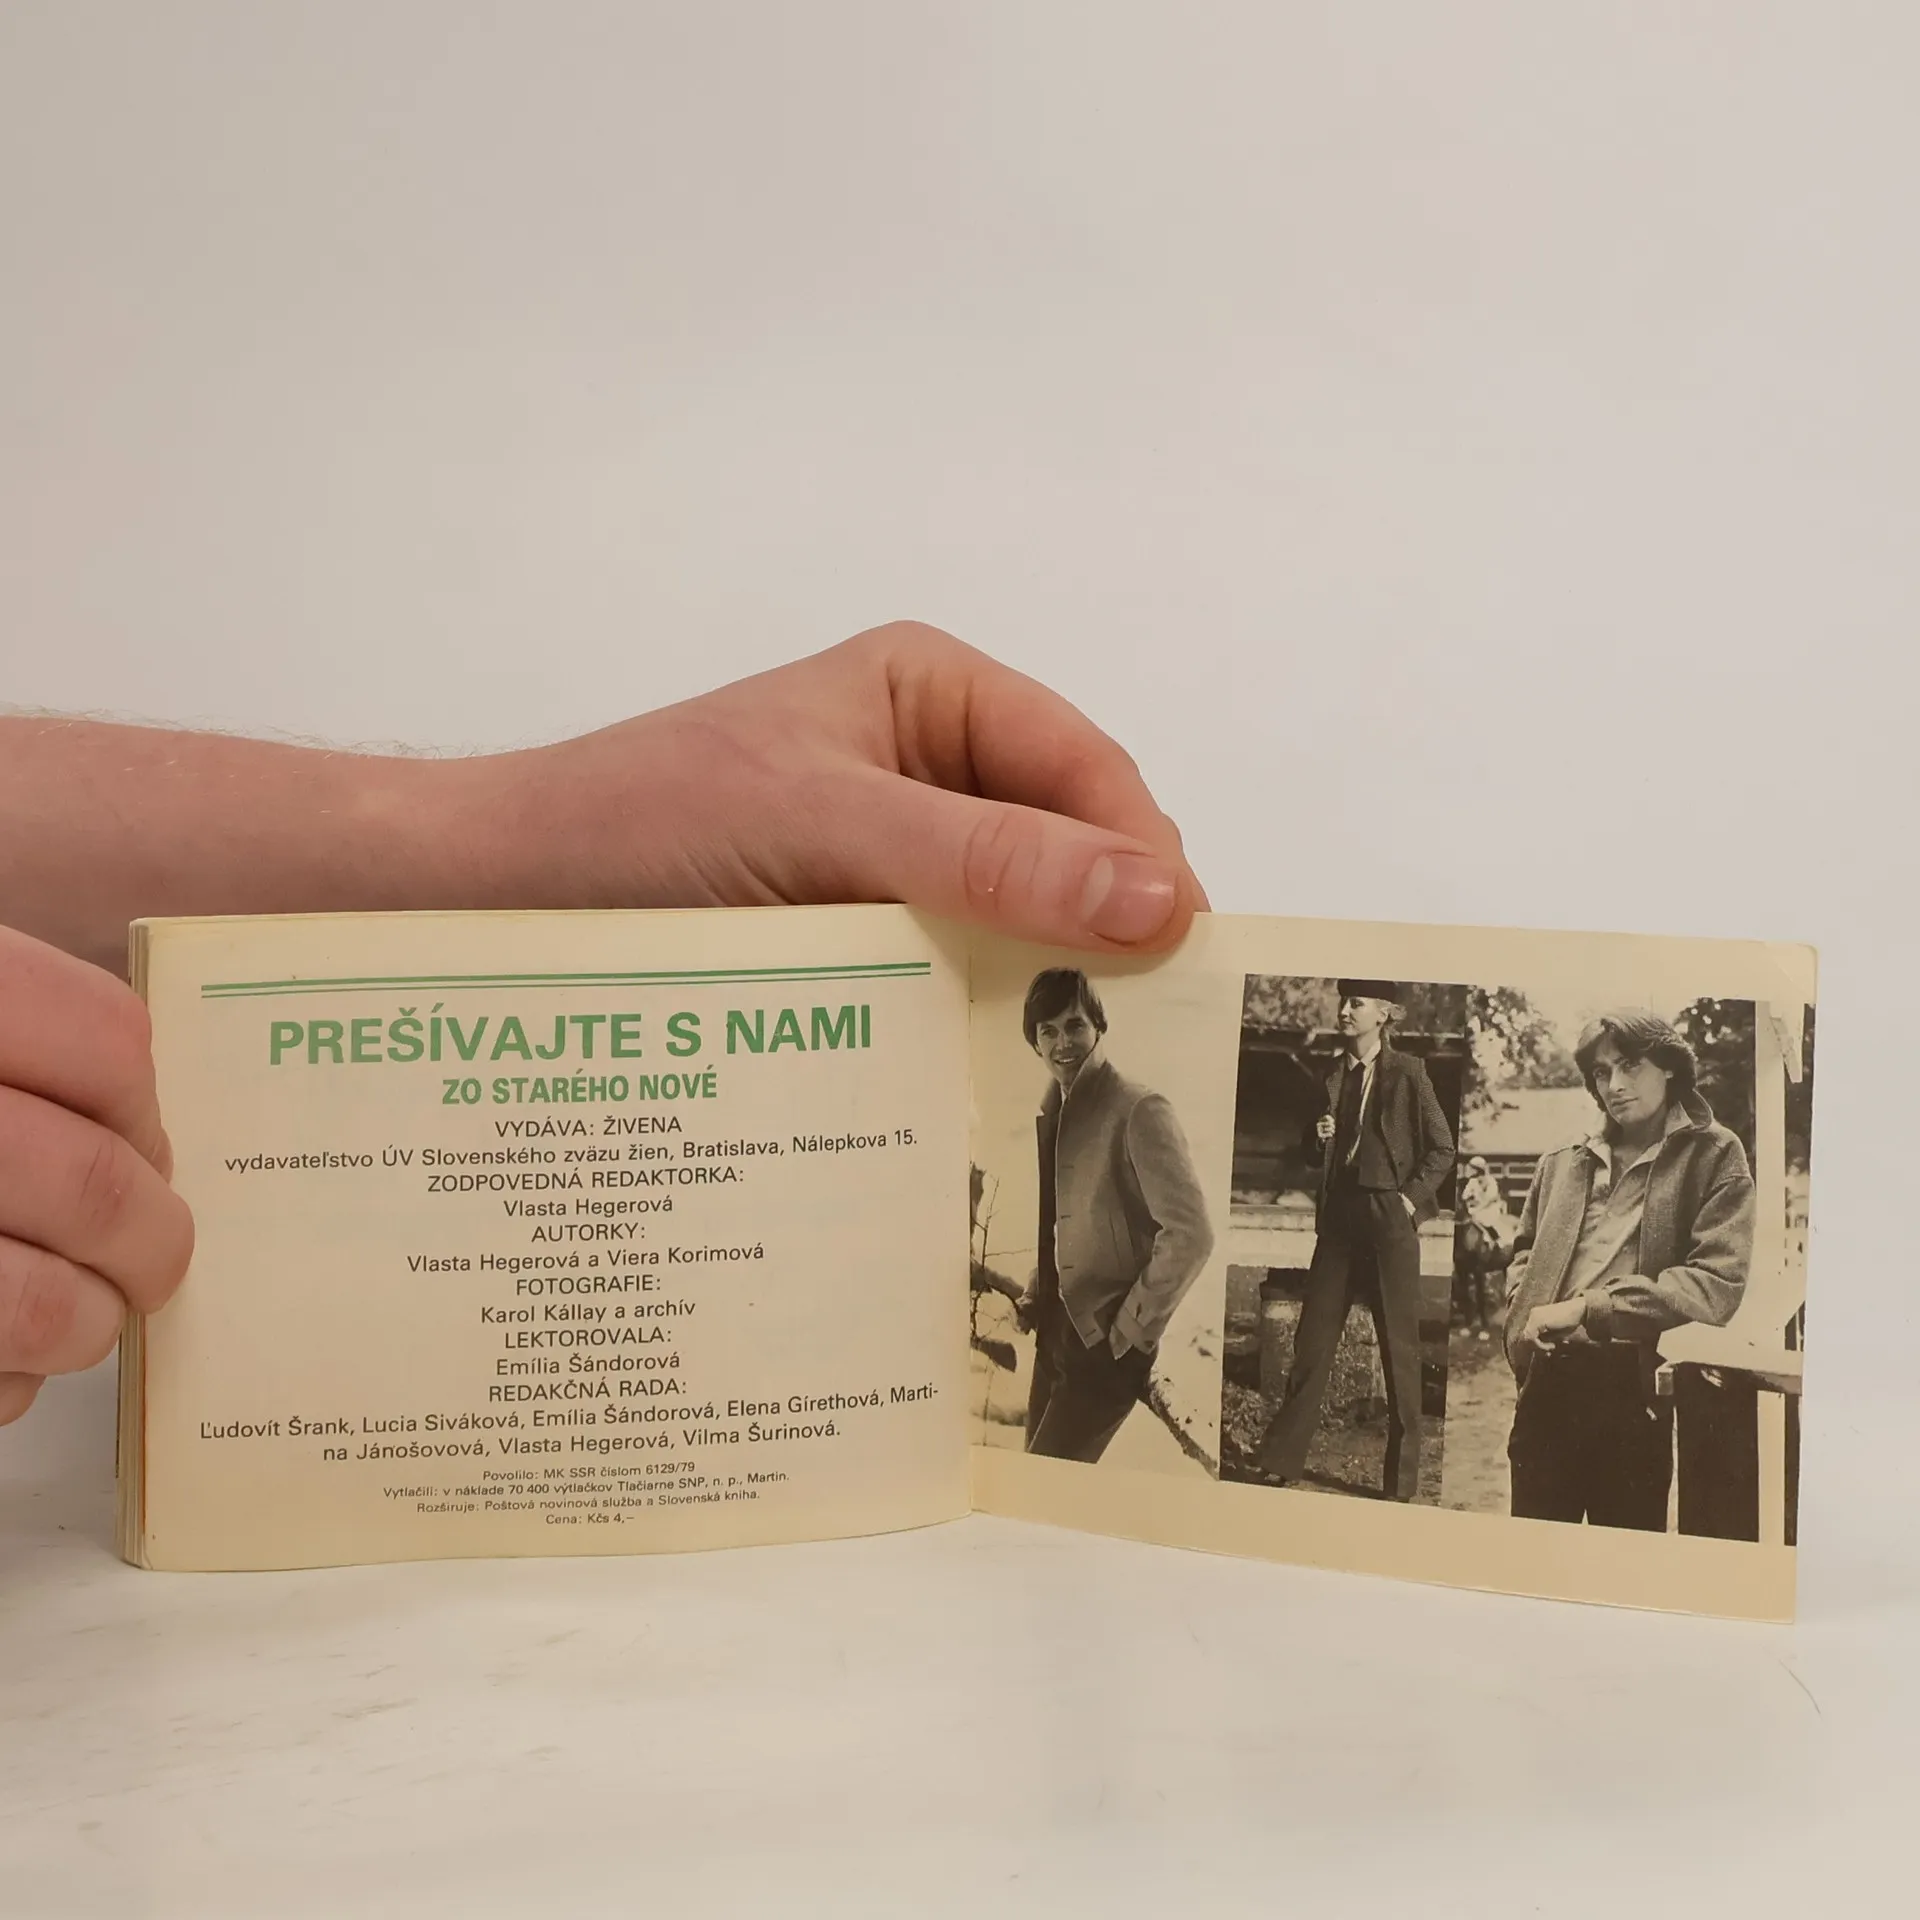 PREŠÍVAJTE S NAMI
ZO STARÉHO NOVÉ
VYDÁVA: ŽIVENA
vydavateľstvo ÚV Slovenského zväzu žien, Bratislava, Nálepkova 15.
ZODPOVEDNÁ REDAKTORKA:
Vlasta Hegerová
AUTORKY:
Vlasta Hegerová a Viera Korimová
FOTOGRAFIE:
Karol Kállay a archív
LEKTOROVALA:
Emília Šándorová
REDAKČNÁ RADA:
Ľudovít Šrank, Lucia Siváková, Emília Šándorová, Elena Gírethová, Marti-
na Jánošovová, Vlasta Hegerová, Vilma Šurinová.
Povolilo: MK SSR číslom 6129/79
Vytlačili: v náklade 70 400 výtlačkov Tlačiarne SNP, n. p., Martin.
Rozširuje: Poštová novinová služba a Slovenská kniha.
Cena: Kčs 4,–